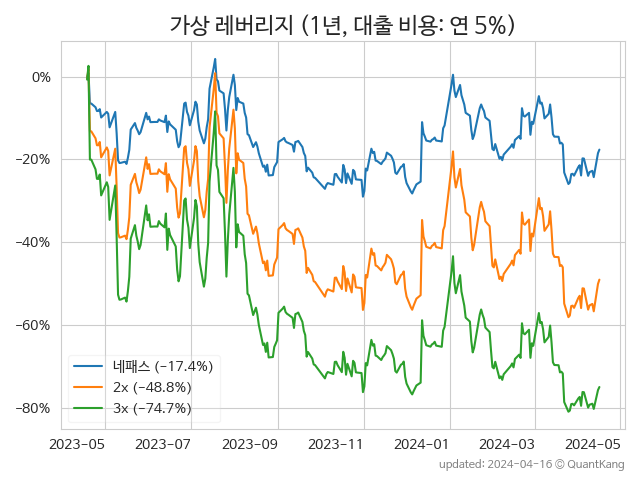 가상 레버리지 (1년, 대출 비용: 연 5%)
0%
−20%
−40%
−60%
−80%
네패스 (−17.4%)
2x (−48.8%)
3x (−74.7%)
2023-05 2023-07 2023-09 2023-11 2024-01 2024-03 2024-05
updated: 2024-04-16 © QuantKang